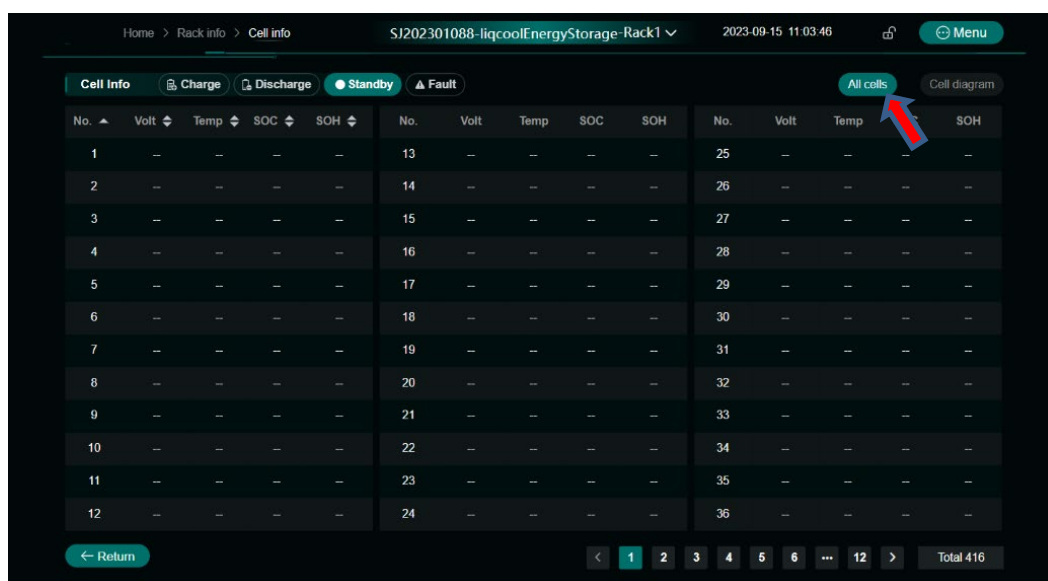 Home > Rack info > Cell info SJ202301088-liqcoolEnergyStorage-Rack1 2023-09-15 11:03:46 Menu
Cell Info Charge Discharge Standby Fault All cells Cell diagram
No. Volt Temp SOC SOH No. Volt Temp SOC SOH No. Volt Temp SOH
1 -- -- -- -- 13 -- -- -- -- 25 -- -- -- --
2 -- -- -- -- 14 -- -- -- -- 26 -- -- -- --
3 -- -- -- -- 15 -- -- -- -- 27 -- -- -- --
4 -- -- -- -- 16 -- -- -- -- 28 -- -- -- --
5 -- -- -- -- 17 -- -- -- -- 29 -- -- -- --
6 -- -- -- -- 18 -- -- -- -- 30 -- -- -- --
7 -- -- -- -- 19 -- -- -- -- 31 -- -- -- --
8 -- -- -- -- 20 -- -- -- -- 32 -- -- -- --
9 -- -- -- -- 21 -- -- -- -- 33 -- -- -- --
10 -- -- -- -- 22 -- -- -- -- 34 -- -- -- --
11 -- -- -- -- 23 -- -- -- -- 35 -- -- -- --
12 -- -- -- -- 24 -- -- -- -- 36 -- -- -- --
← Return < 1 2 3 4 5 6 ... 12 > Total 416